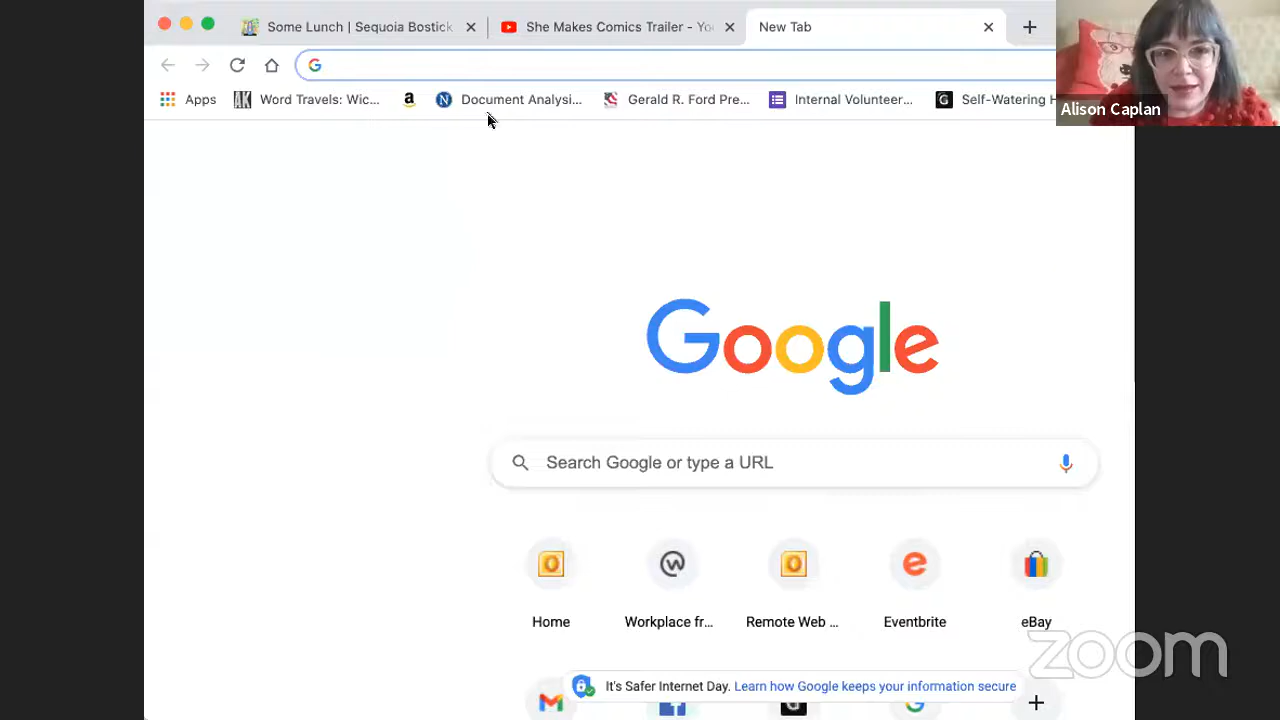 Some Lunch | Sequoia Bostick
She Makes Comics Trailer - Yo
New Tab
Apps
Word Travels: Wic...
Document Analysi...
Gerald R. Ford Pre...
Internal Volunteer...
Self-Watering H
Alison Caplan
Google
Search Google or type a URL
Home
Workplace fr...
Remote Web ...
Eventbrite
eBay
zoom
It's Safer Internet Day. Learn how Google keeps your information secure